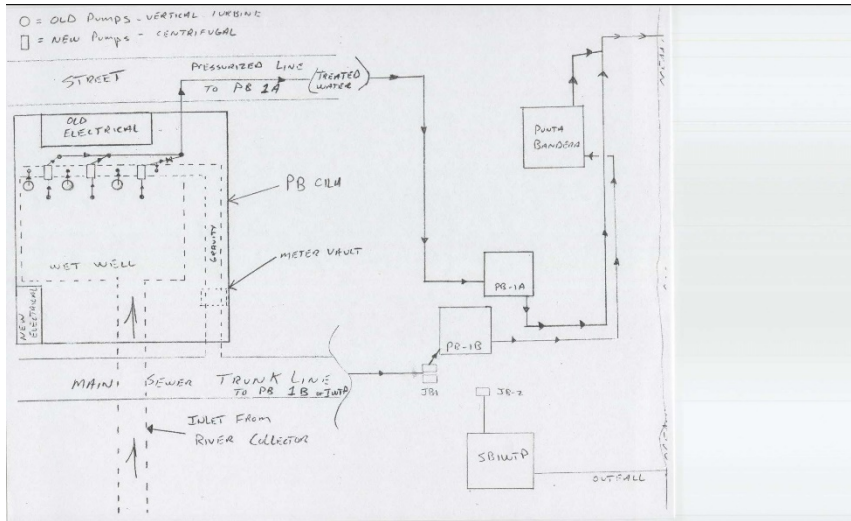 ○ = OLD PUMPS - VERTICAL TURBINE
▯ = NEW PUMPS - CENTRIFUGAL
STREET
PRESSURIZED LINE
TO PB 1A
(TREATED
WATER)
OLD
ELECTRICAL
PB CILA
GRAVITY
METER VAULT
WET WELL
NEW
ELECTRICAL
MAIN SEWER TRUNK LINE
TO PB 1B or IWTP
INLET FROM
RIVER COLLECTOR
PUNTA
BANDERA
PB-1A
PB-1B
JB1
JB-2
SBIWTP
OUTFALL